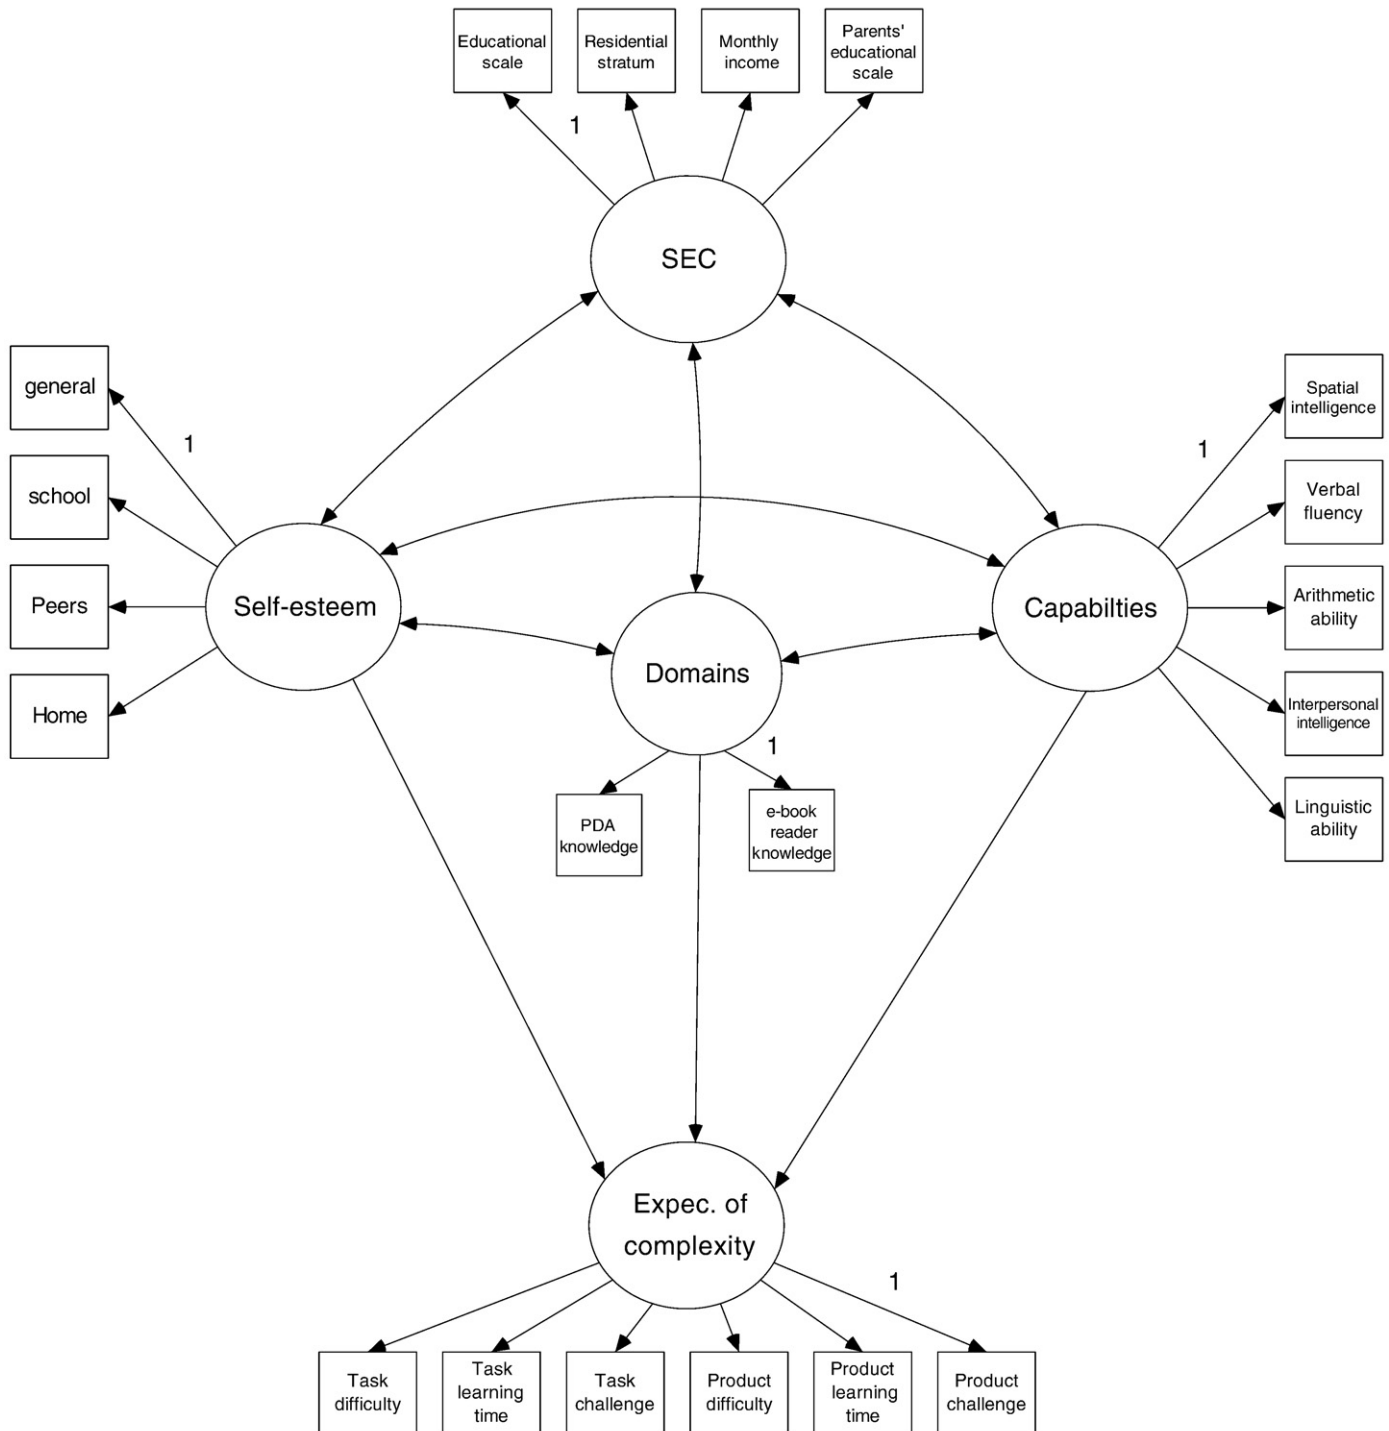 Educational
scale
Residential
stratum
Monthly
income
Parents'
educational
scale
1
SEC
general
1
school
Peers
Home
Self-esteem
Capabilties
1
Spatial
intelligence
Verbal
fluency
Arithmetic
ability
Interpersonal
intelligence
Linguistic
ability
Domains
1
PDA
knowledge
e-book
reader
knowledge
Expec. of
complexity
1
Task
difficulty
Task
learning
time
Task
challenge
Product
difficulty
Product
learning
time
Product
challenge